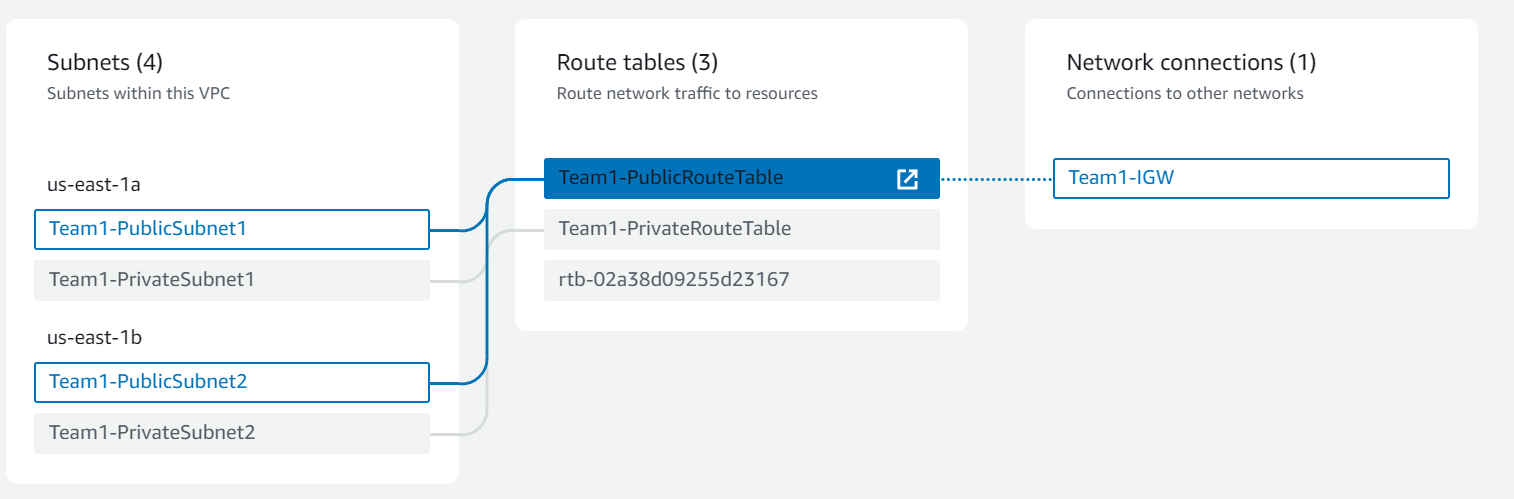 Subnets (4)
Subnets within this VPC
us-east-1a
Team1-PublicSubnet1
Team1-PrivateSubnet1
us-east-1b
Team1-PublicSubnet2
Team1-PrivateSubnet2
Route tables (3)
Route network traffic to resources
Team1-PublicRouteTable
Team1-PrivateRouteTable
rtb-02a38d09255d23167
Network connections (1)
Connections to other networks
Team1-IGW